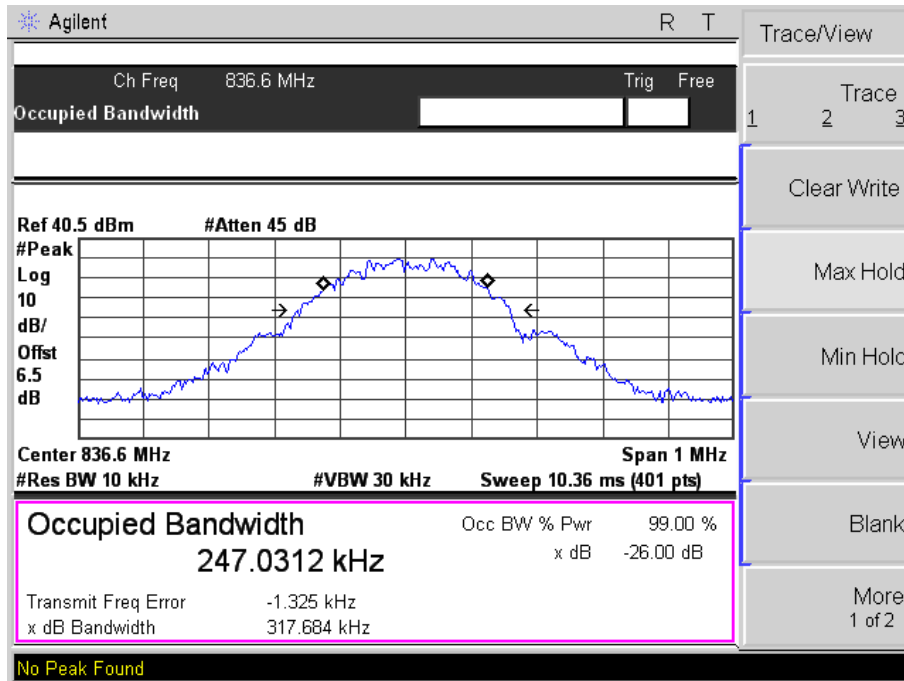 Agilent R T
Trace/View
Ch Freq 836.6 MHz Trig Free
Occupied Bandwidth
Trace
1 2 3
Clear Write
Max Hold
Min Hold
View
Blank
More
1 of 2
Ref 40.5 dBm #Atten 45 dB
#Peak
Log
10
dB/
Offst
6.5
dB
Center 836.6 MHz Span 1 MHz
#Res BW 10 kHz #VBW 30 kHz Sweep 10.36 ms (401 pts)
Occupied Bandwidth Occ BW % Pwr 99.00 %
247.0312 kHz x dB -26.00 dB
Transmit Freq Error -1.325 kHz
x dB Bandwidth 317.684 kHz
No Peak Found